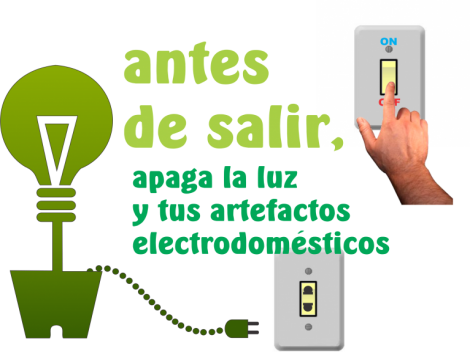 antes
de salir,
apaga la luz
y tus artefactos
electrodomésticos
ON
OFF